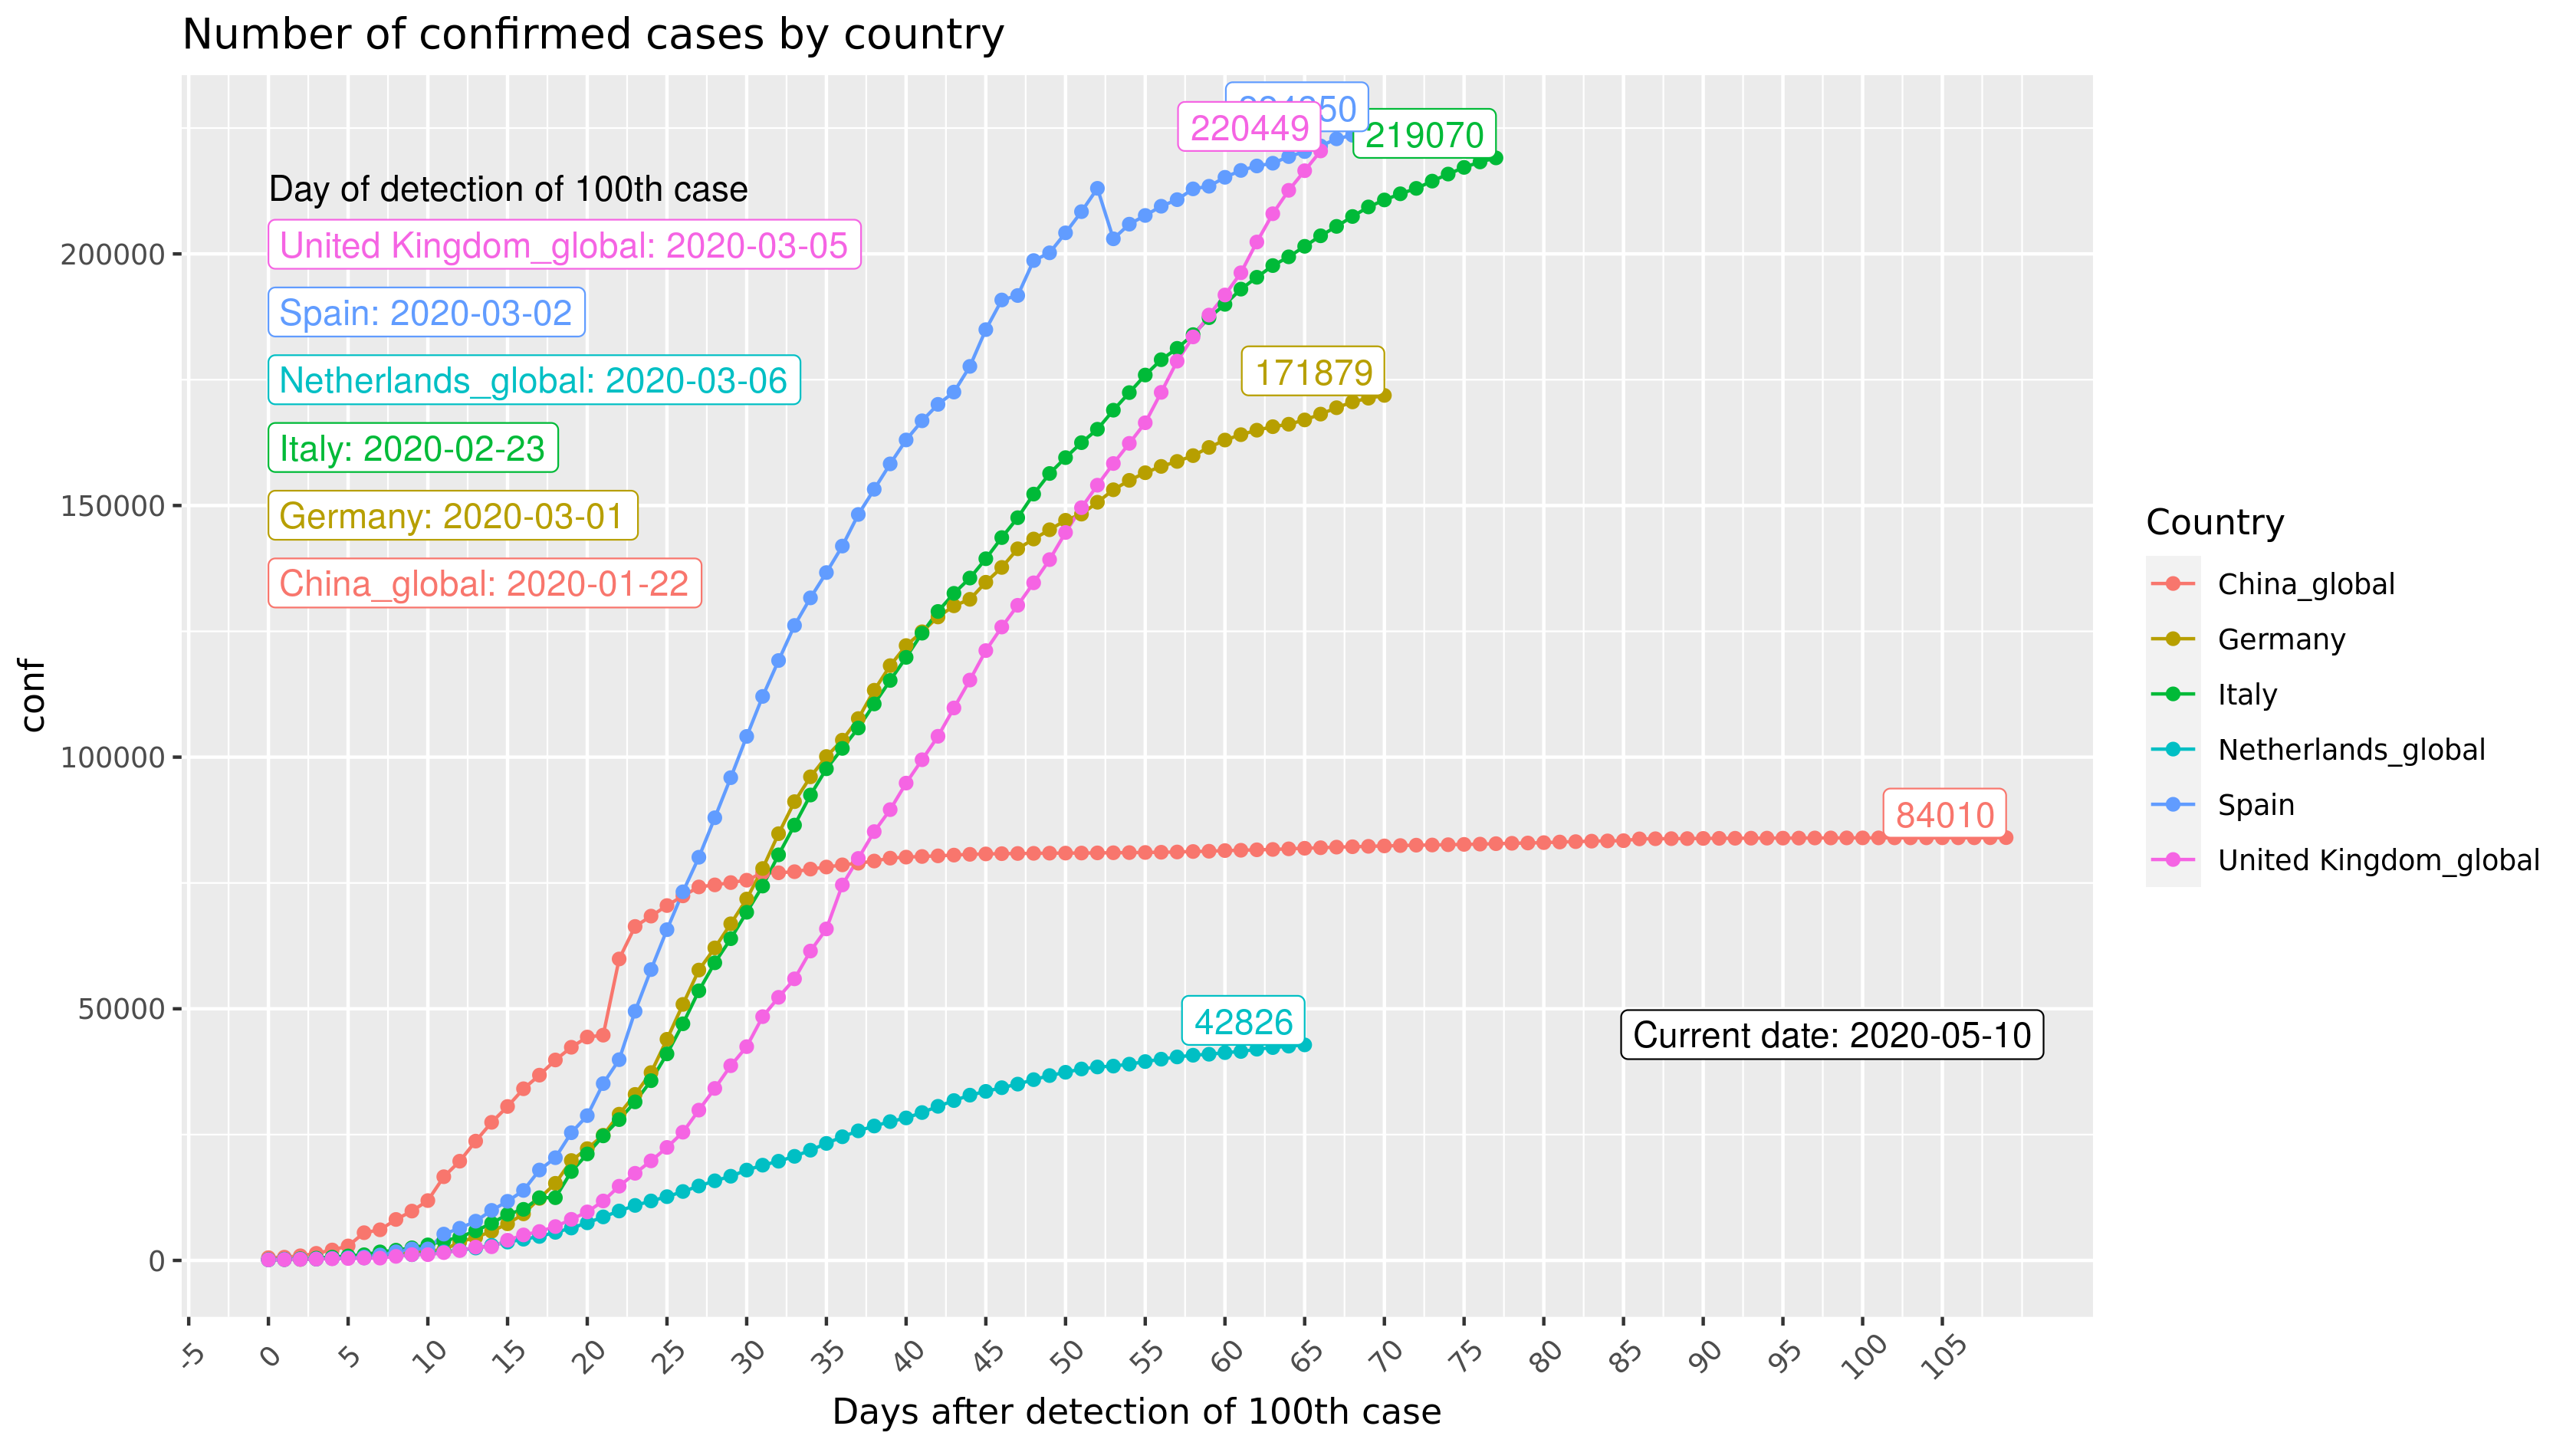 Number of confirmed cases by country
220449
219070
Day of detection of 100th case
United Kingdom_global: 2020-03-05
Spain: 2020-03-02
Netherlands_global: 2020-03-06
Italy: 2020-02-23
Germany: 2020-03-01
China_global: 2020-01-22
171879
84010
42826
Current date: 2020-05-10
200000
150000
100000
50000
0
conf
-5 0 5 10 15 20 25 30 35 40 45 50 55 60 65 70 75 80 85 90 95 100 105
Days after detection of 100th case
Country
China_global
Germany
Italy
Netherlands_global
Spain
United Kingdom_global